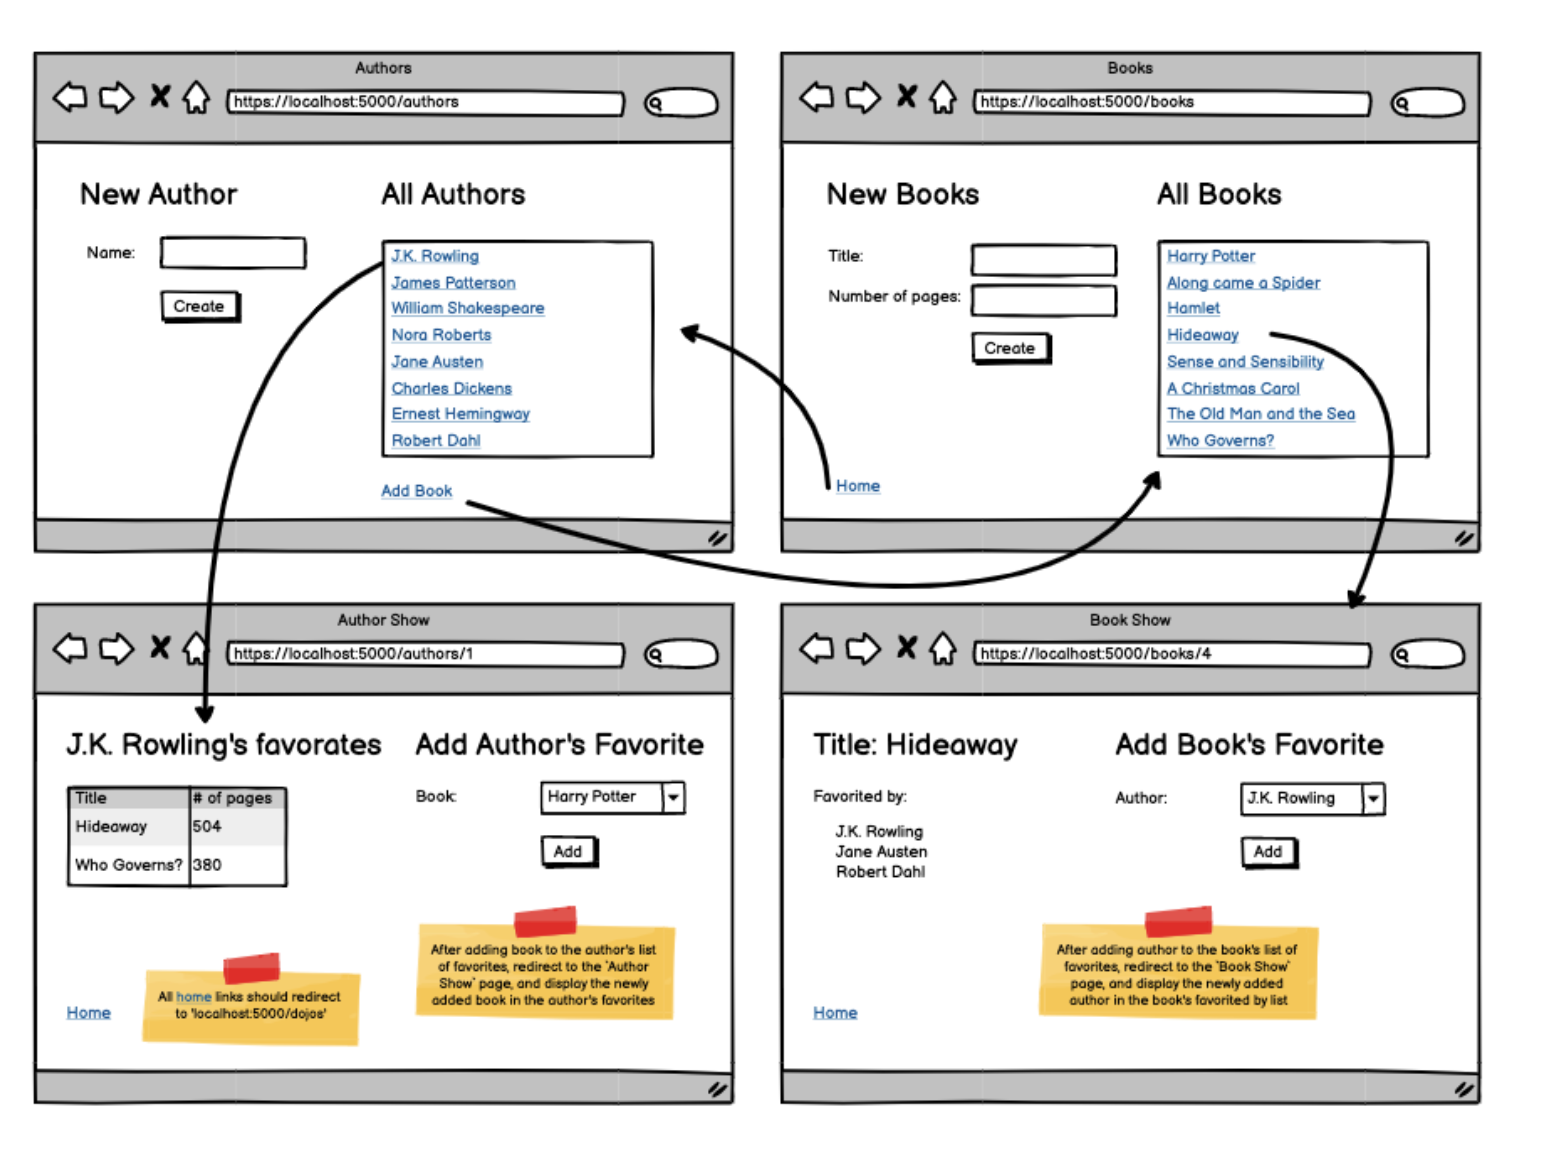 Authors
https://localhost:5000/authors
New Author
Name:
Create
All Authors
J.K. Rowling
James Patterson
William Shakespeare
Nora Roberts
Jane Austen
Charles Dickens
Ernest Hemingway
Robert Dahl
Add Book
Books
https://localhost:5000/books
New Books
Title:
Number of pages:
Create
Home
All Books
Harry Potter
Along came a Spider
Hamlet
Hideaway
Sense and Sensibility
A Christmas Carol
The Old Man and the Sea
Who Governs?
Author Show
https://localhost:5000/authors/1
J.K. Rowling's favorates
Title # of pages
Hideaway 504
Who Governs? 380
Home
All home links should redirect
to 'localhost:5000/dojos'
Add Author's Favorite
Book: Harry Potter
Add
After adding book to the author's list
of favorites, redirect to the 'Author
Show' page, and display the newly
added book in the author's favorites
Book Show
https://localhost:5000/books/4
Title: Hideaway
Favorited by:
J.K. Rowling
Jane Austen
Robert Dahl
Home
Add Book's Favorite
Author: J.K. Rowling
Add
After adding author to the book's list of
favorites, redirect to the 'Book Show'
page, and display the newly added
author in the book's favorited by list